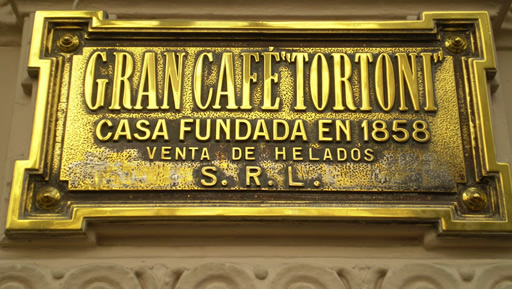 GRAN CAFÉ "TORTONI"
CASA FUNDADA EN 1858
VENTA DE HELADOS
S. R. L.